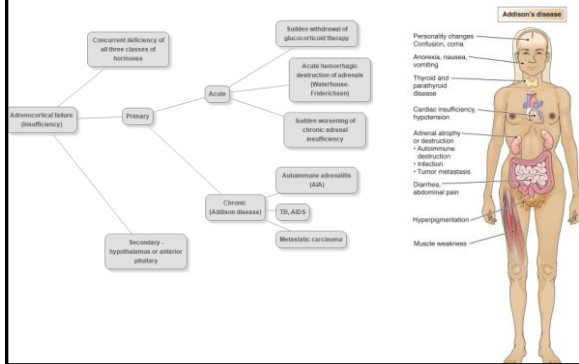 Concurrent deficiency of
all three classes of
hormones
Adrenocortical failure
(Insufficiency)
Primary
Secondary -
hypothalamus or anterior
pituitary
Acute
Sudden withdrawal of
glucocorticoid therapy
Acute hemorrhagic
destruction of adrenals
(Waterhouse-
Friderichsen)
Sudden worsening of
chronic adrenal
insufficiency
Chronic
(Addison disease)
Autoimmune adrenalitis
(AIA)
TB, AIDS
Metastatic carcinoma
Addison's disease
Personality changes
Confusion, coma
Anorexia, nausea,
vomiting
Thyroid and
parathyroid
disease
Cardiac insufficiency,
hypotension
Adrenal atrophy
or destruction
• Autoimmune
destruction
• Infection
• Tumor metastasis
Diarrhea,
abdominal pain
Hyperpigmentation
Muscle weakness